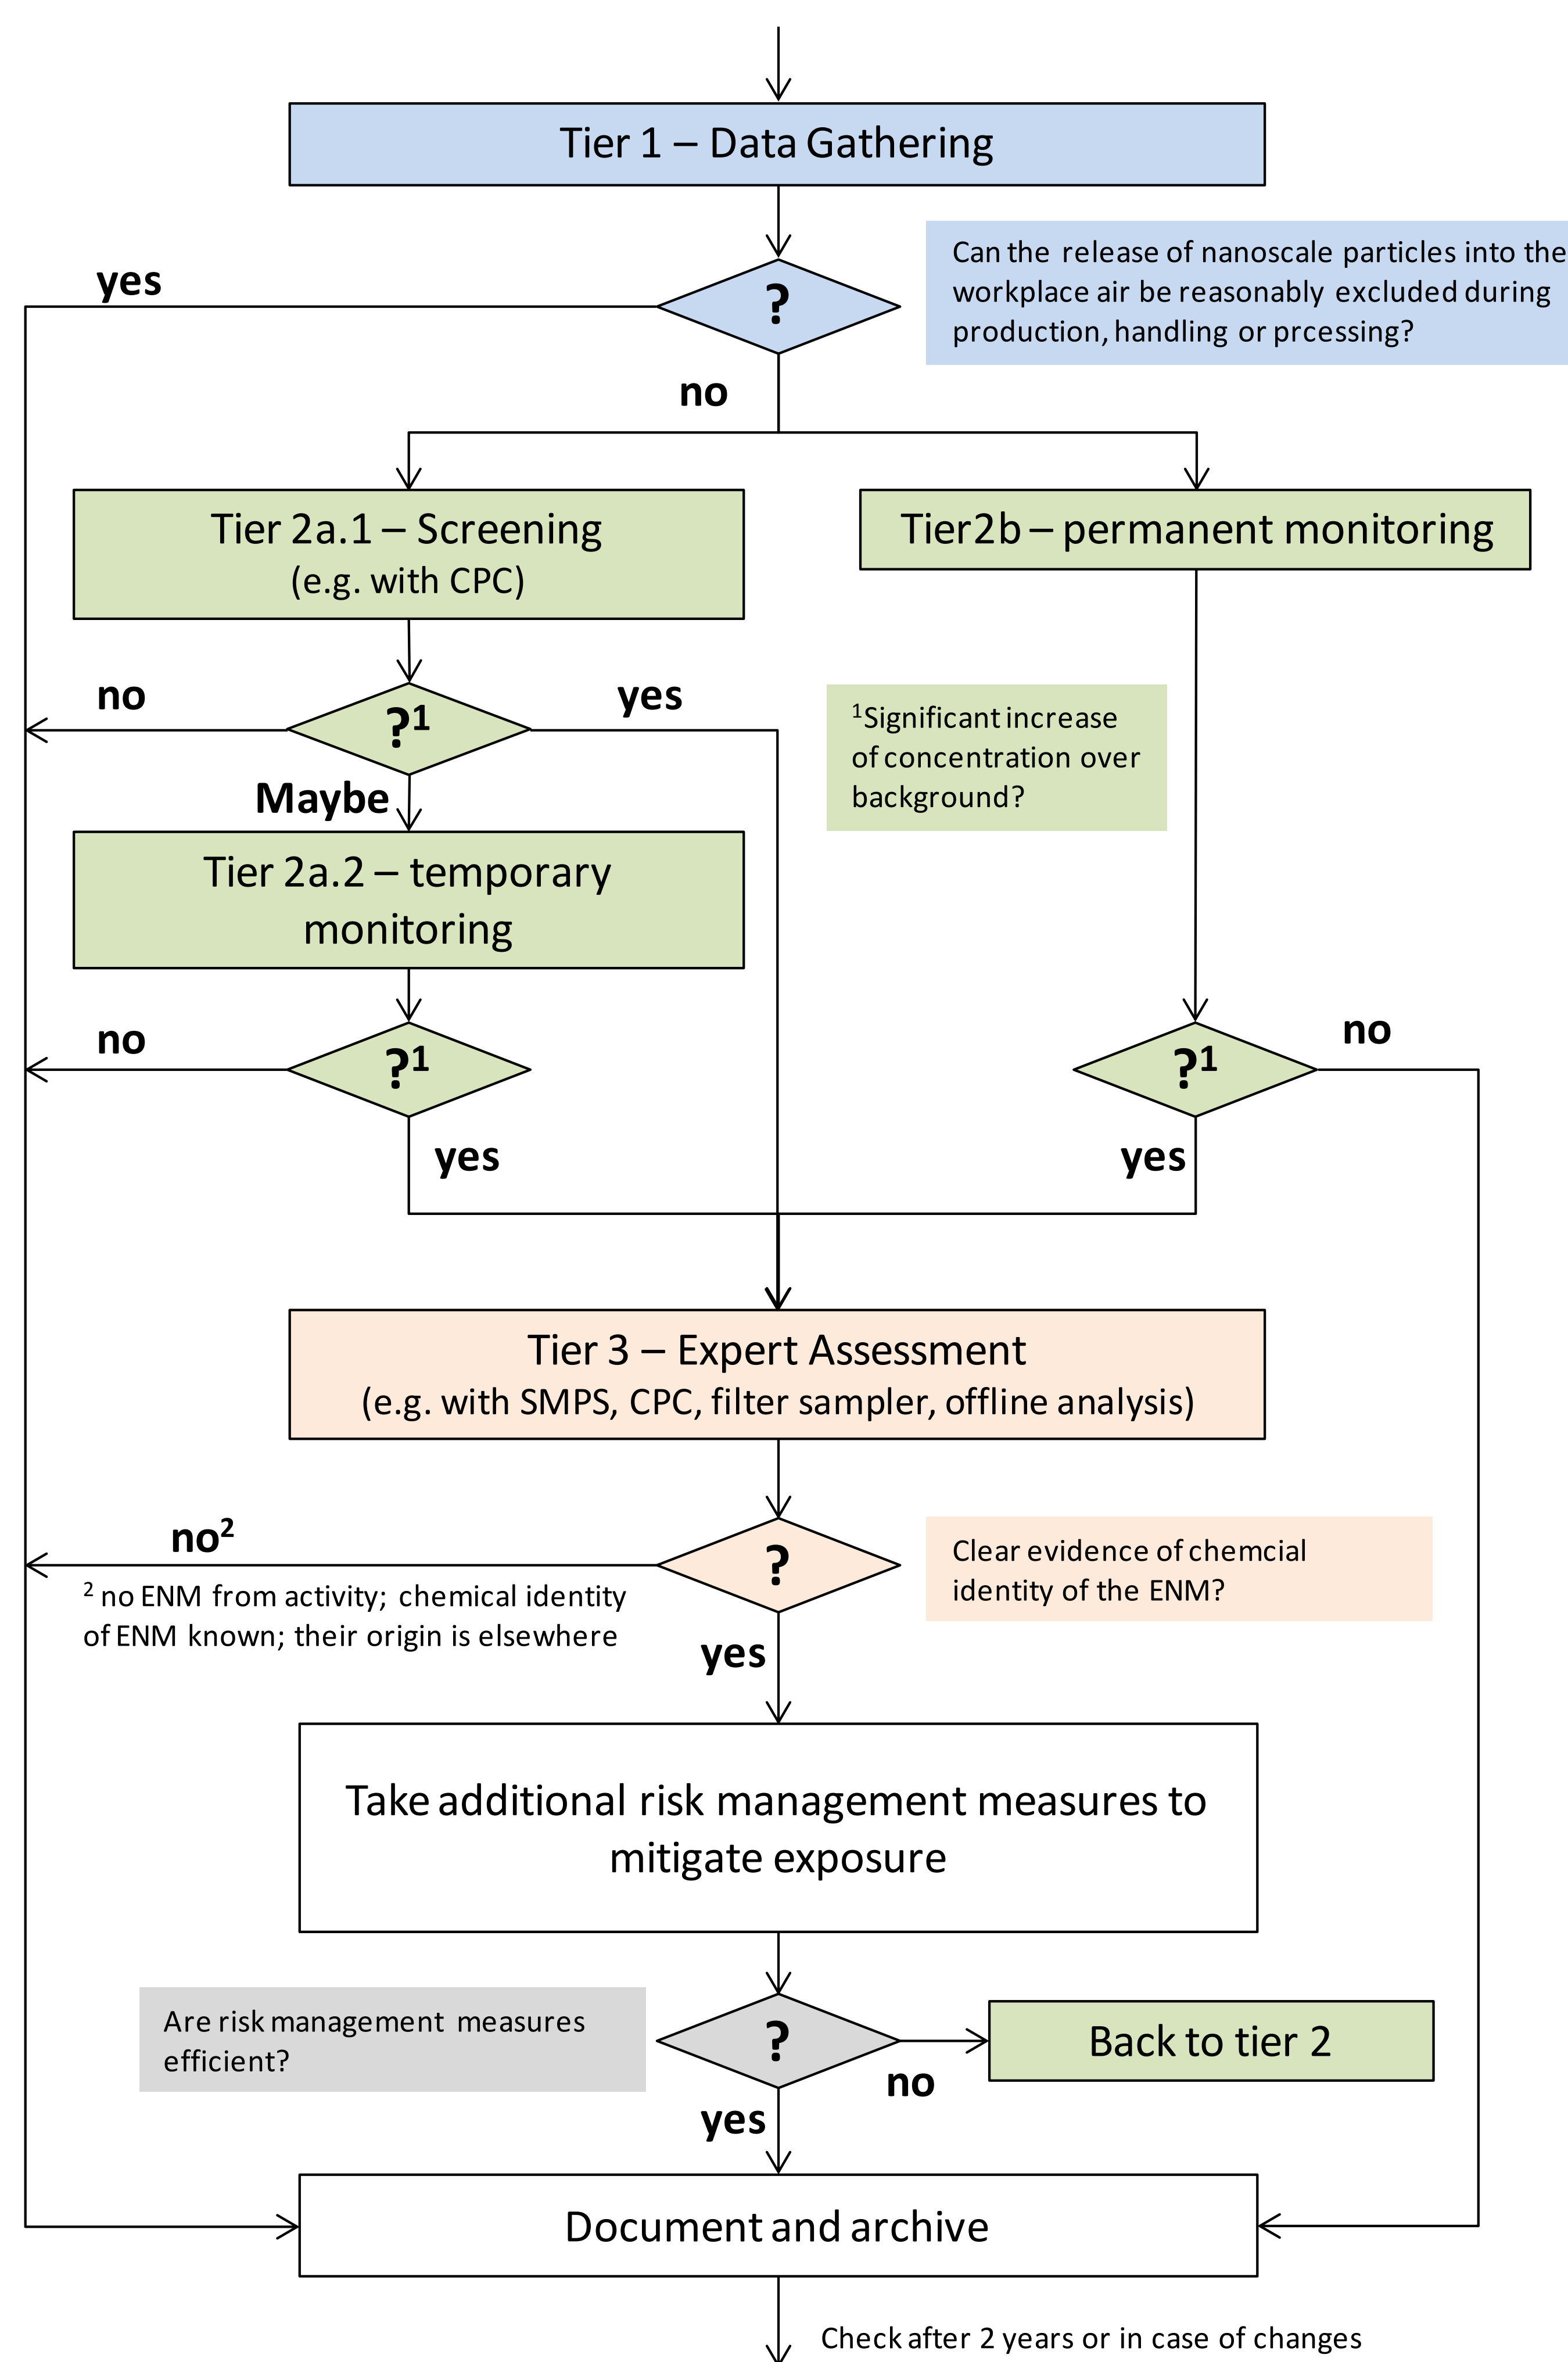 Tier 1 – Data Gathering
Can the release of nanoscale particles into the
workplace air be reasonably excluded during
production, handling or prcessing?
yes
?
no
Tier 2a.1 – Screening
(e.g. with CPC)
Tier2b – permanent monitoring
no
?¹
yes
¹Significant increase
of concentration over
background?
Maybe
Tier 2a.2 – temporary
monitoring
no
?¹
yes
?¹
no
yes
Tier 3 – Expert Assessment
(e.g. with SMPS, CPC, filter sampler, offline analysis)
no²
?
Clear evidence of chemcial
identity of the ENM?
² no ENM from activity; chemical identity
of ENM known; their origin is elsewhere
yes
Take additional risk management measures to
mitigate exposure
Are risk management measures
efficient?
?
no
Back to tier 2
yes
Document and archive
Check after 2 years or in case of changes